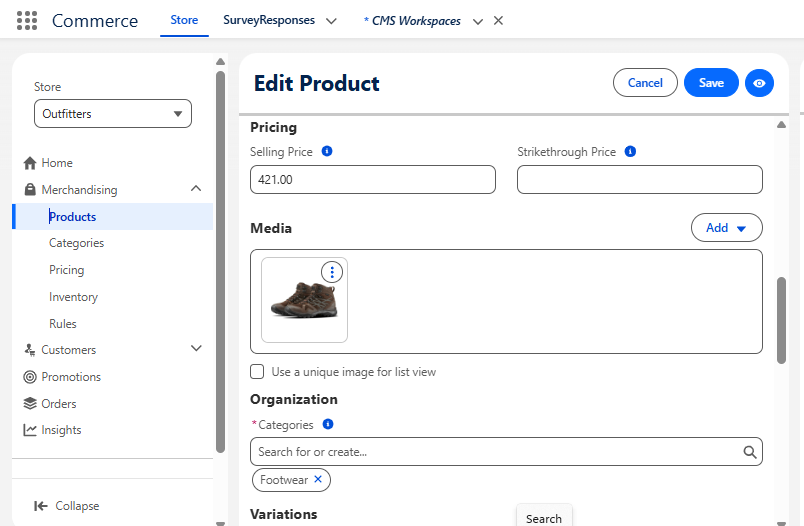 Commerce
Store
SurveyResponses
* CMS Workspaces
Store
Outfitters
Home
Merchandising
Products
Categories
Pricing
Inventory
Rules
Customers
Promotions
Orders
Insights
Collapse
Edit Product
Cancel
Save
Pricing
Selling Price
Strikethrough Price
421.00
Media
Add
Use a unique image for list view
Organization
*Categories
Search for or create...
Footwear
Variations
Search